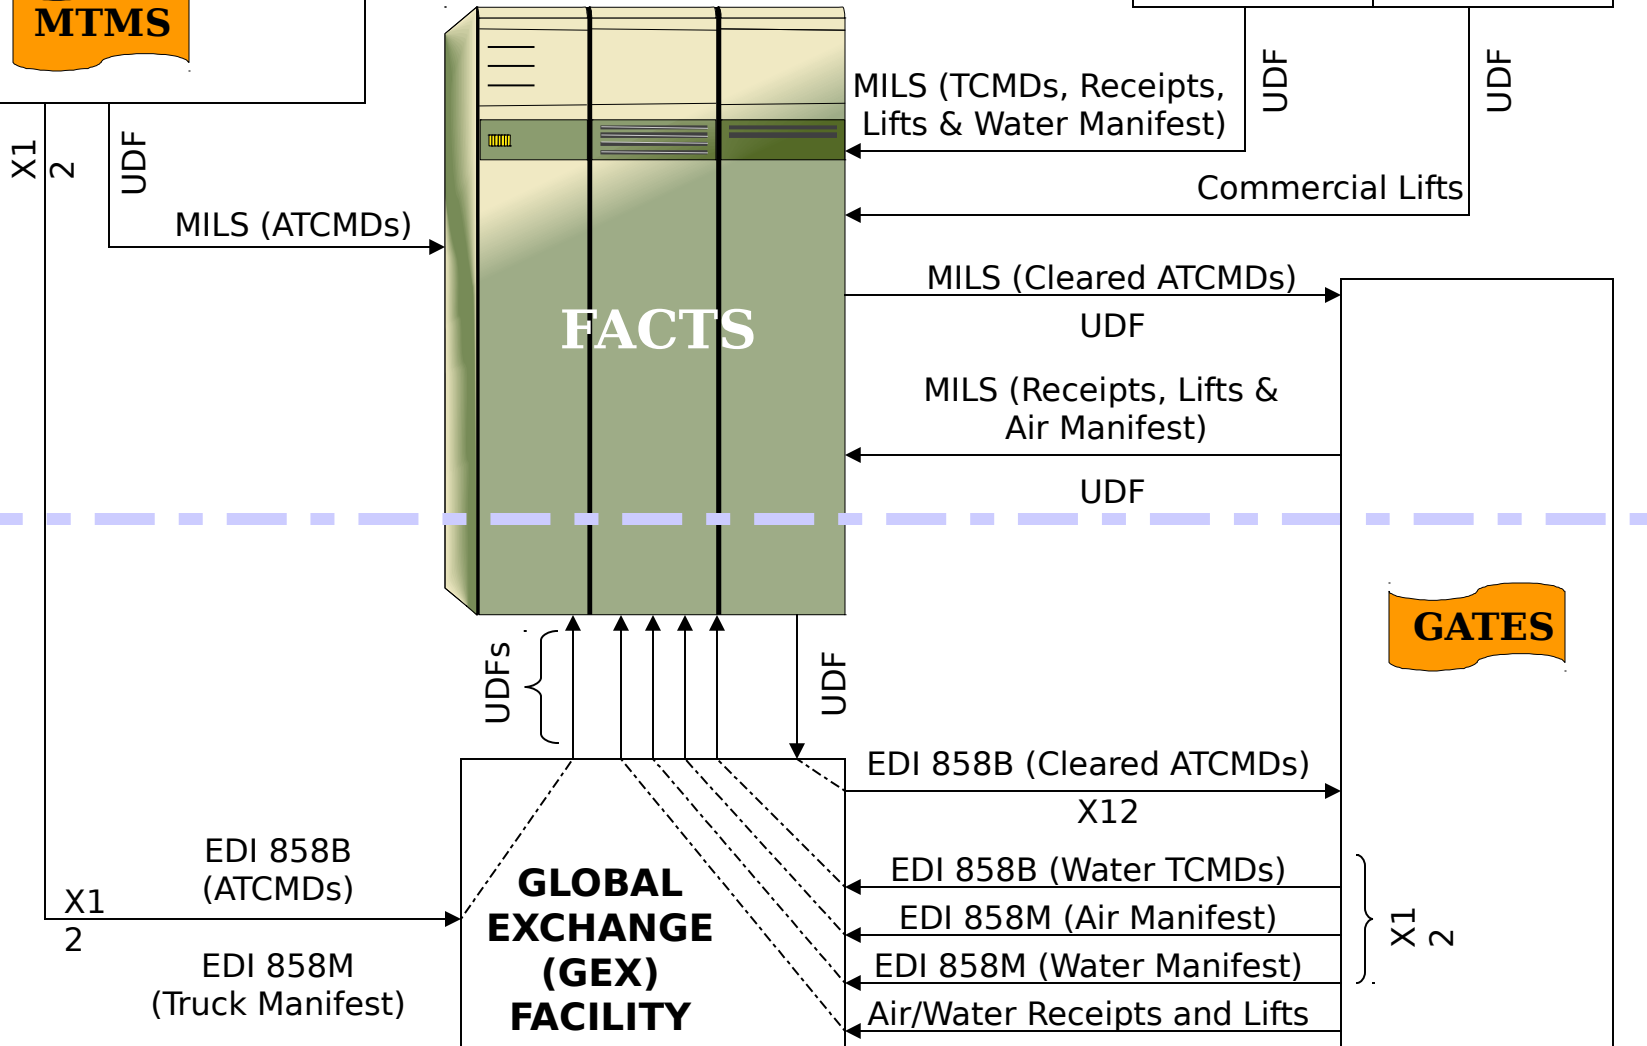 MTMS
X1
2
UDF
MILS (ATCMDs)
FACTS
MILS (TCMDs, Receipts,
Lifts & Water Manifest)
UDF
UDF
Commercial Lifts
MILS (Cleared ATCMDs)
UDF
MILS (Receipts, Lifts &
Air Manifest)
UDF
GATES
UDFs
UDF
EDI 858B (Cleared ATCMDs)
X12
EDI 858B
(ATCMDs)
X1
2
EDI 858M
(Truck Manifest)
GLOBAL
EXCHANGE
(GEX)
FACILITY
EDI 858B (Water TCMDs)
EDI 858M (Air Manifest)
EDI 858M (Water Manifest)
Air/Water Receipts and Lifts
X1
2